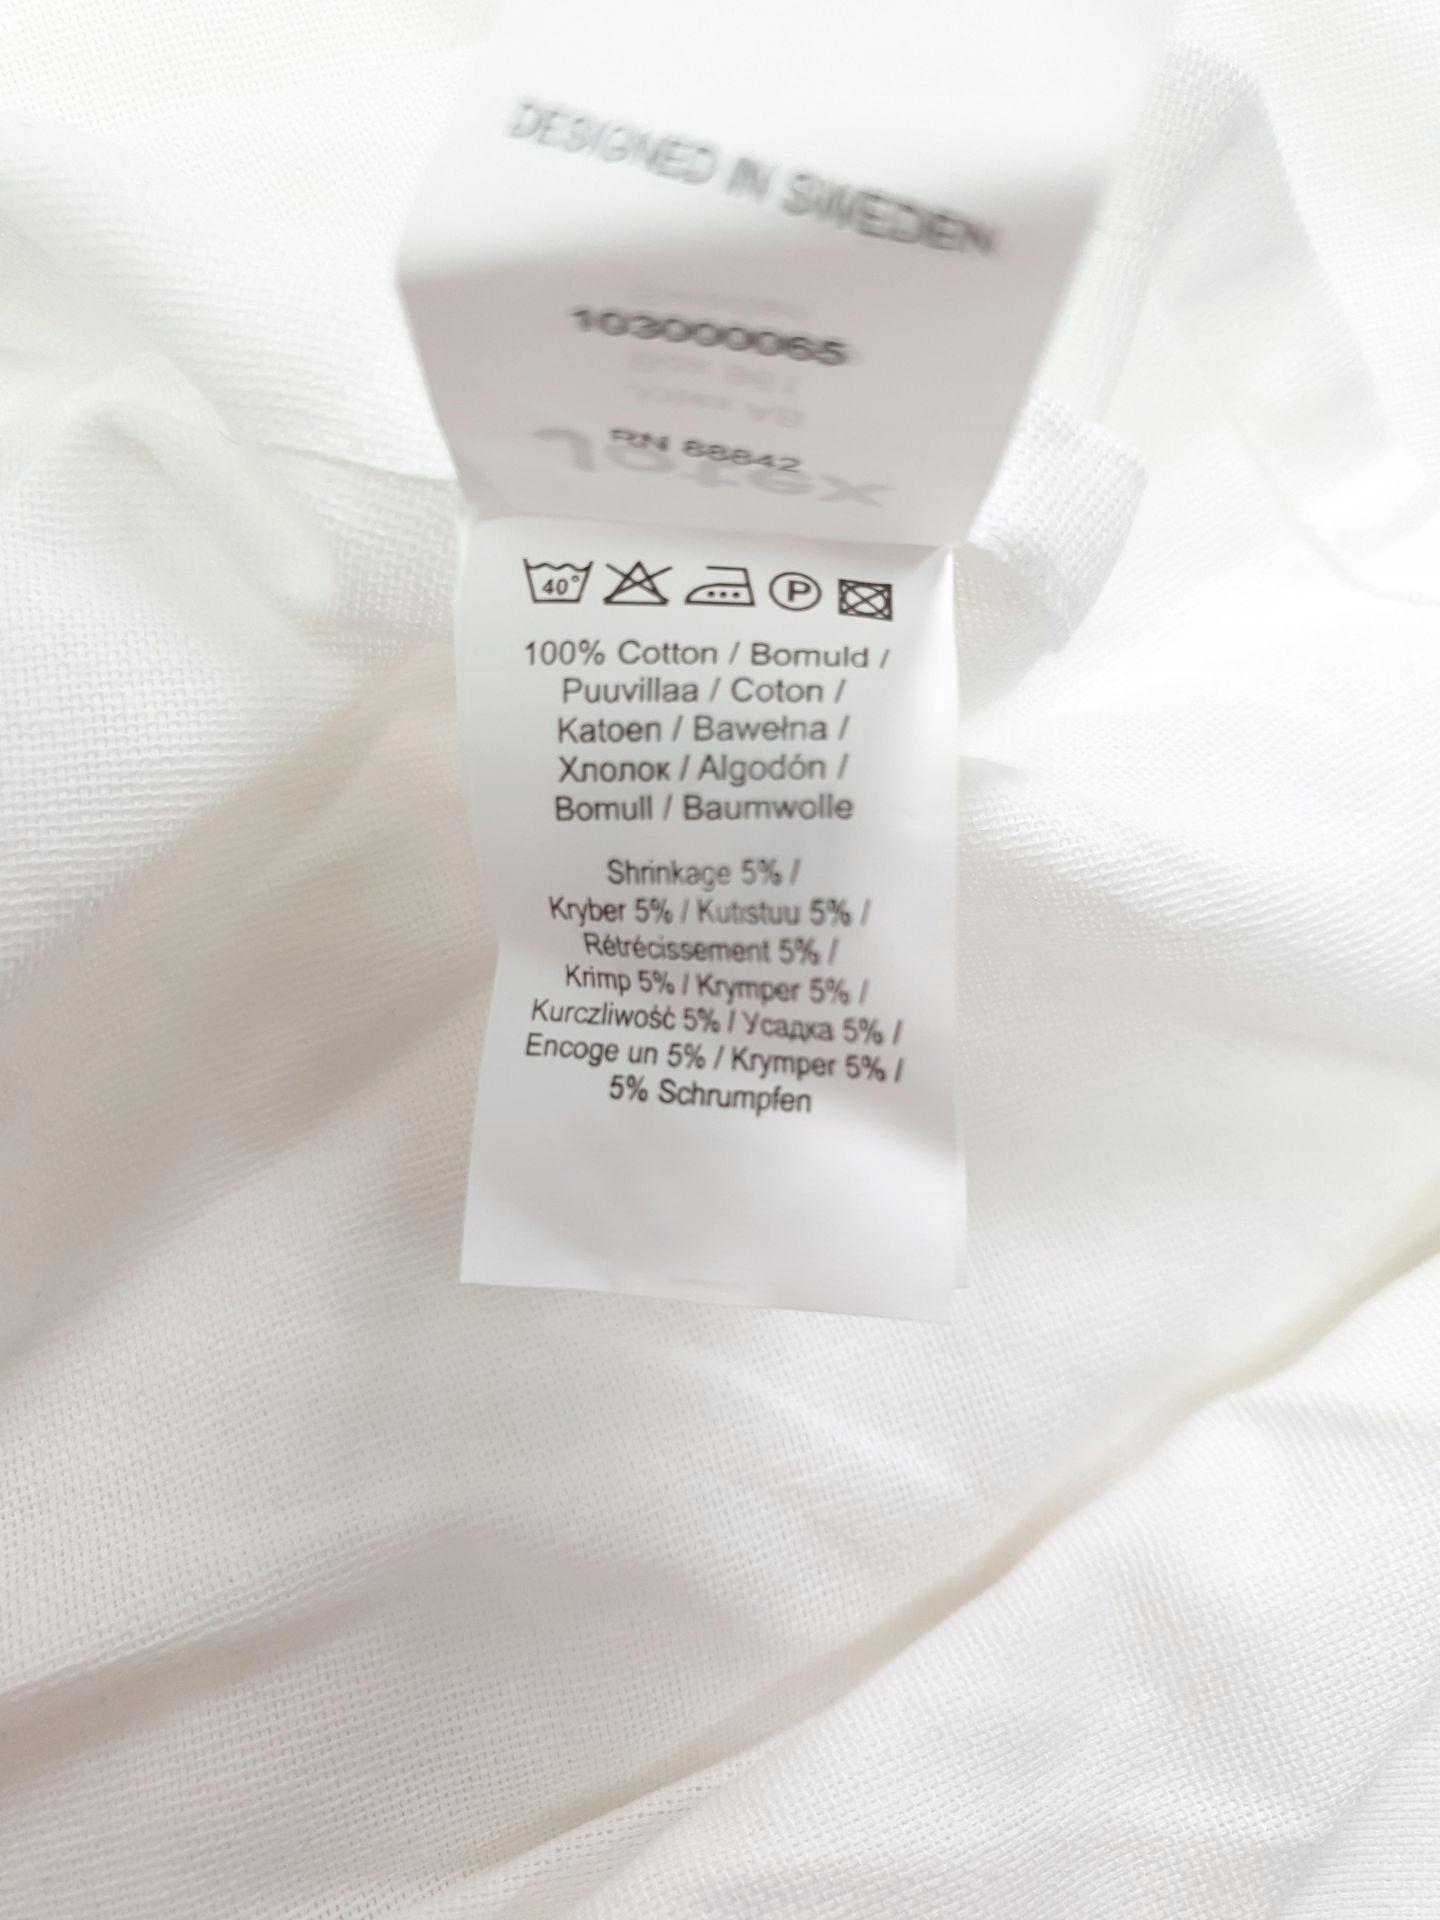 DESIGNED IN SWEDEN
103000065
RN 88842
40°
P
100% Cotton / Bomuld /
Puuvillaa / Coton /
Katoen / Bawełna /
Хлопок / Algodón /
Bomull / Baumwolle
Shrinkage 5% /
Kryber 5% / Kutistuu 5% /
Rétrécissement 5% /
Krimp 5% / Krymper 5% /
Kurczliwość 5% / Усадка 5% /
Encoge un 5% / Krymper 5% /
5% Schrumpfen